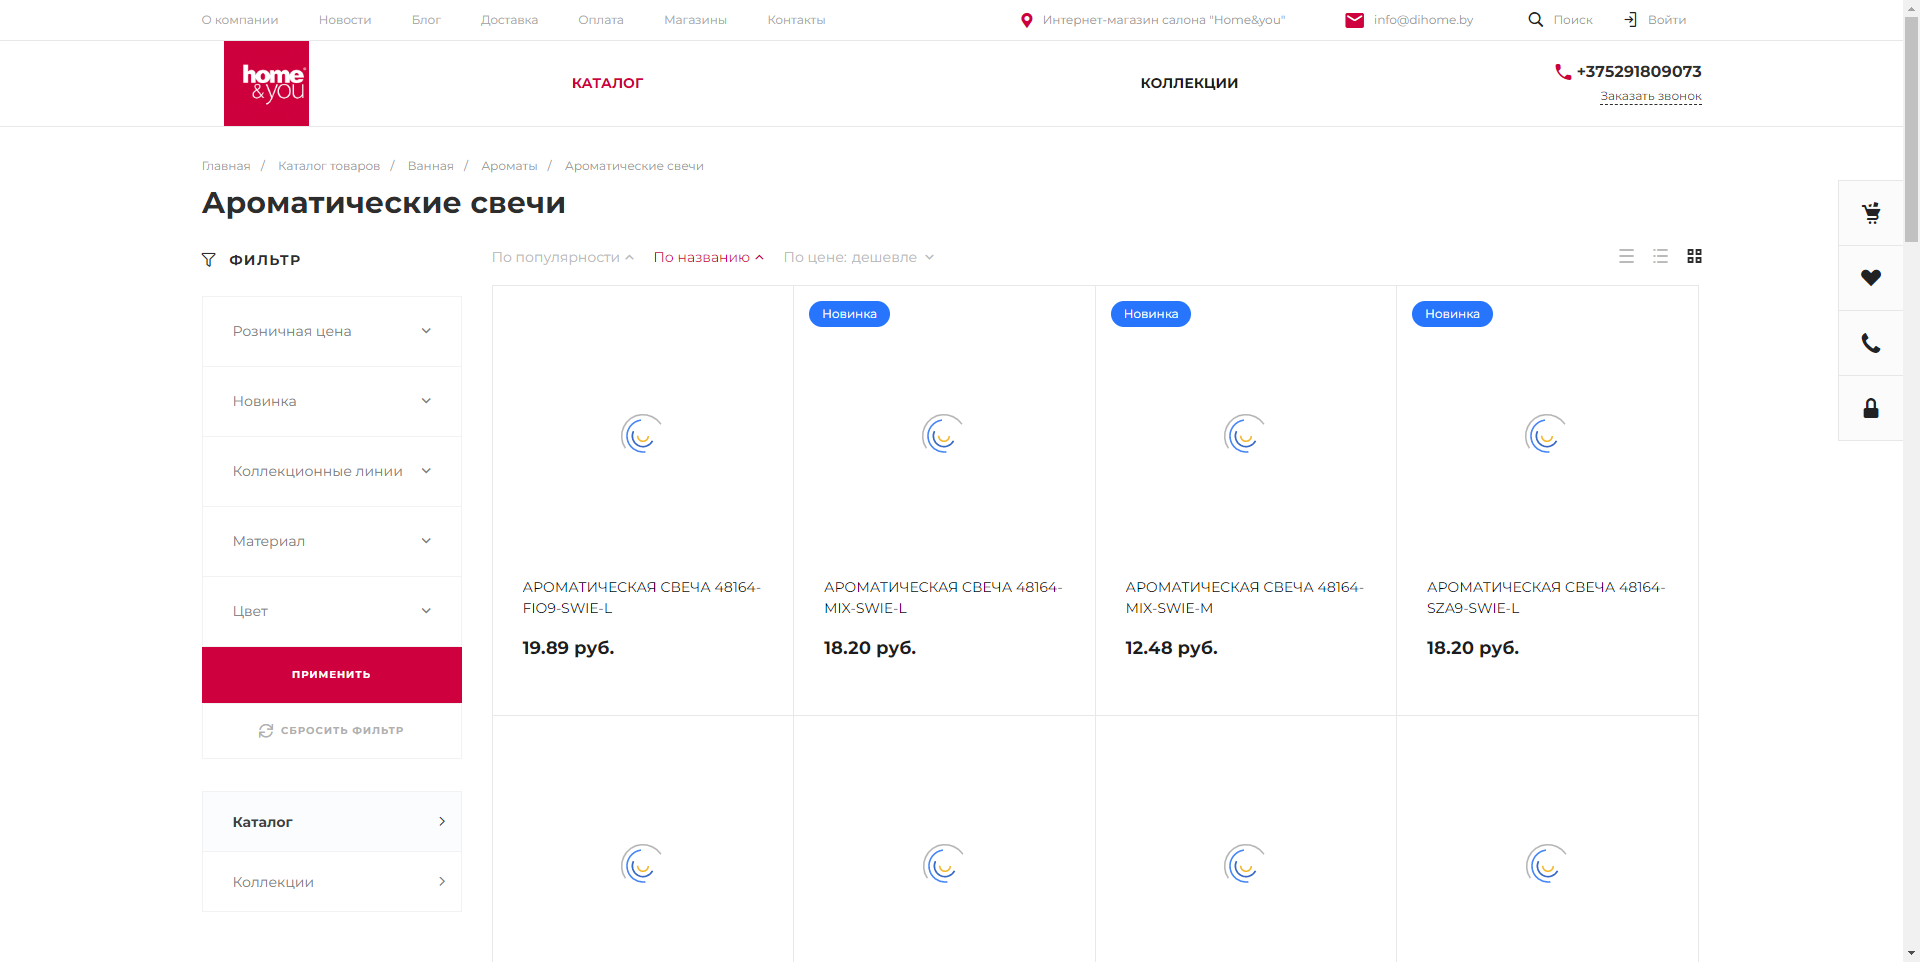 О компании Новости Блог Доставка Оплата Магазины Контакты Интернет-магазин салона "Home&you" info@dihome.by Поиск Войти
home
&you
КАТАЛОГ КОЛЛЕКЦИИ +375291809073
Заказать звонок
Главная / Каталог товаров / Ванная / Ароматы / Ароматические свечи
Ароматические свечи
ФИЛЬТР
По популярности По названию По цене: дешевле
Розничная цена
Новинка
Коллекционные линии
Материал
Цвет
ПРИМЕНИТЬ
СБРОСИТЬ ФИЛЬТР
Каталог
Коллекции
АРОМАТИЧЕСКАЯ СВЕЧА 48164-
FIO9-SWIE-L
19.89 руб.
Новинка
АРОМАТИЧЕСКАЯ СВЕЧА 48164-
MIX-SWIE-L
18.20 руб.
Новинка
АРОМАТИЧЕСКАЯ СВЕЧА 48164-
MIX-SWIE-M
12.48 руб.
Новинка
АРОМАТИЧЕСКАЯ СВЕЧА 48164-
SZA9-SWIE-L
18.20 руб.